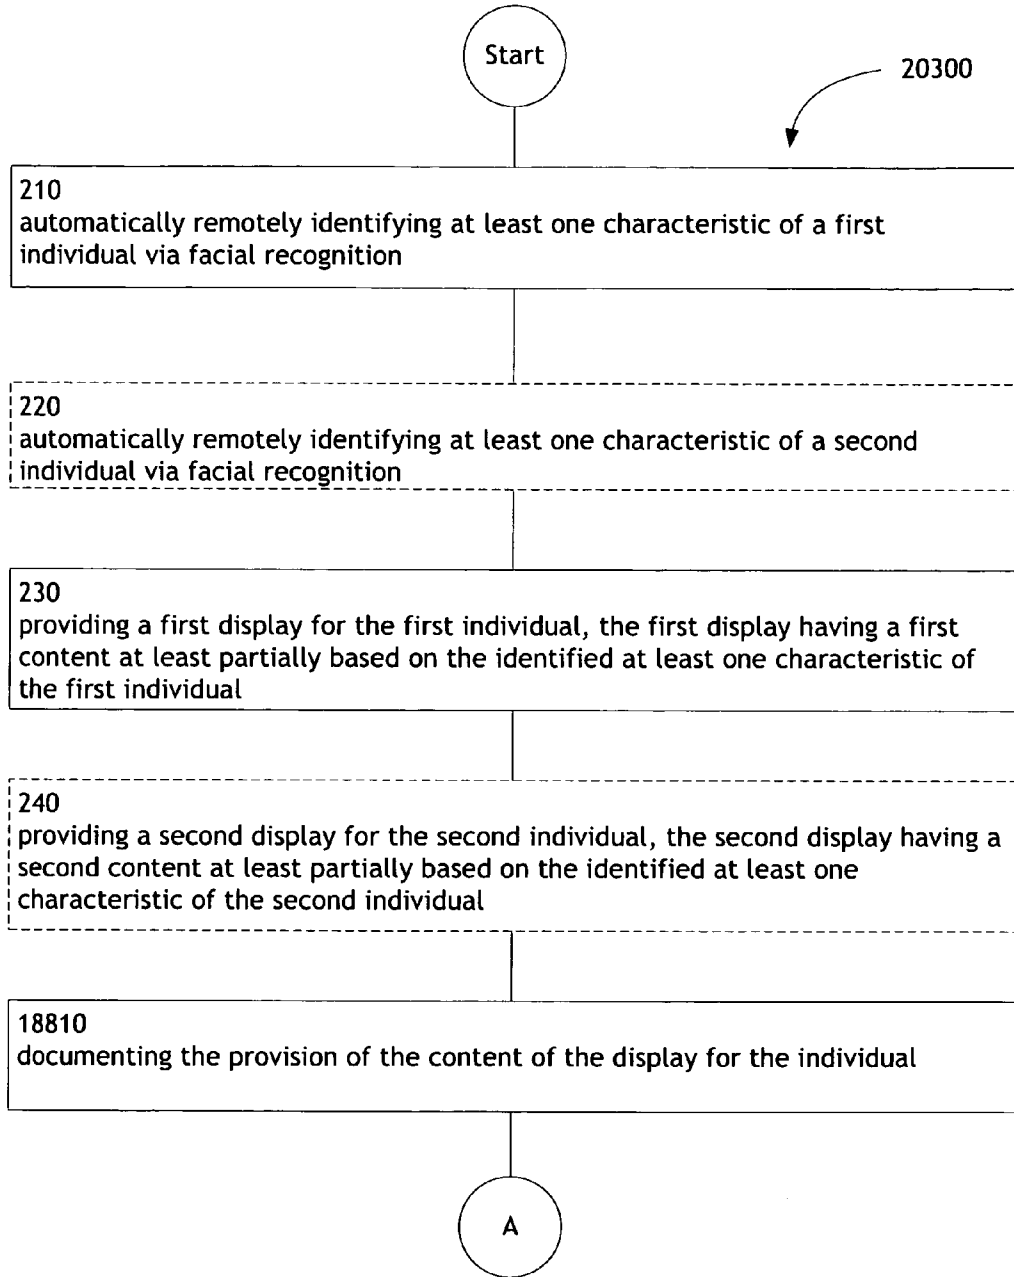 Start
20300
210
automatically remotely identifying at least one characteristic of a first
individual via facial recognition
220
automatically remotely identifying at least one characteristic of a second
individual via facial recognition
230
providing a first display for the first individual, the first display having a first
content at least partially based on the identified at least one characteristic of
the first individual
240
providing a second display for the second individual, the second display having a
second content at least partially based on the identified at least one
characteristic of the second individual
18810
documenting the provision of the content of the display for the individual
A